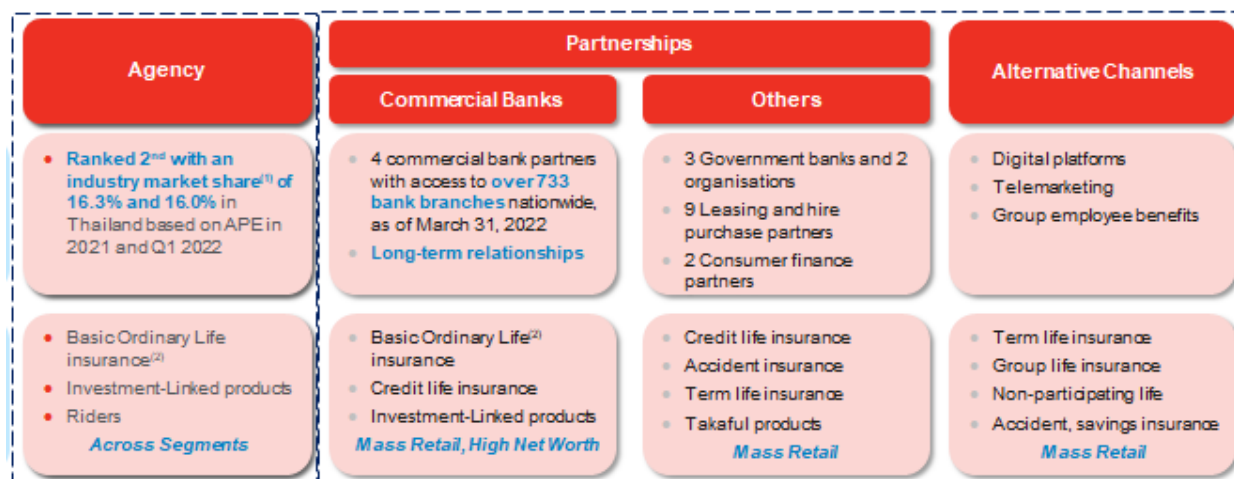 Agency
Partnerships
Commercial Banks
Others
Alternative Channels
• Ranked 2nd with an
industry market share(1) of
16.3% and 16.0% in
Thailand based on APE in
2021 and Q1 2022
• 4 commercial bank partners
with access to over 733
bank branches nationwide,
as of March 31, 2022
• Long-term relationships
• 3 Government banks and 2
organisations
• 9 Leasing and hire
purchase partners
• 2 Consumer finance
partners
• Digital platforms
• Telemarketing
• Group employee benefits
• Basic Ordinary Life
insurance(2)
• Investment-Linked products
• Riders
Across Segments
• Basic Ordinary Life(2)
insurance
• Credit life insurance
• Investment-Linked products
Mass Retail, High Net Worth
• Credit life insurance
• Accident insurance
• Term life insurance
• Takaful products
Mass Retail
• Term life insurance
• Group life insurance
• Non-participating life
• Accident, savings insurance
Mass Retail